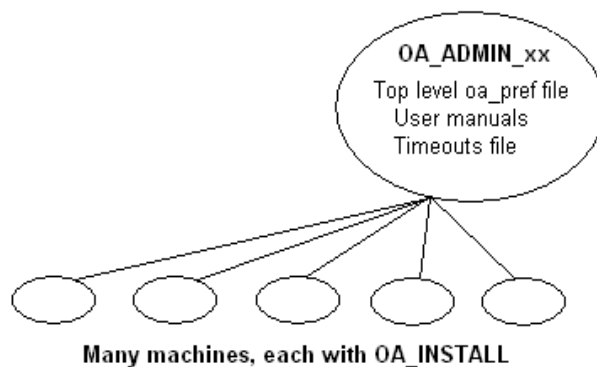 OA_ADMIN_xx
Top level oa_pref file
User manuals
Timeouts file
Many machines, each with OA_INSTALL